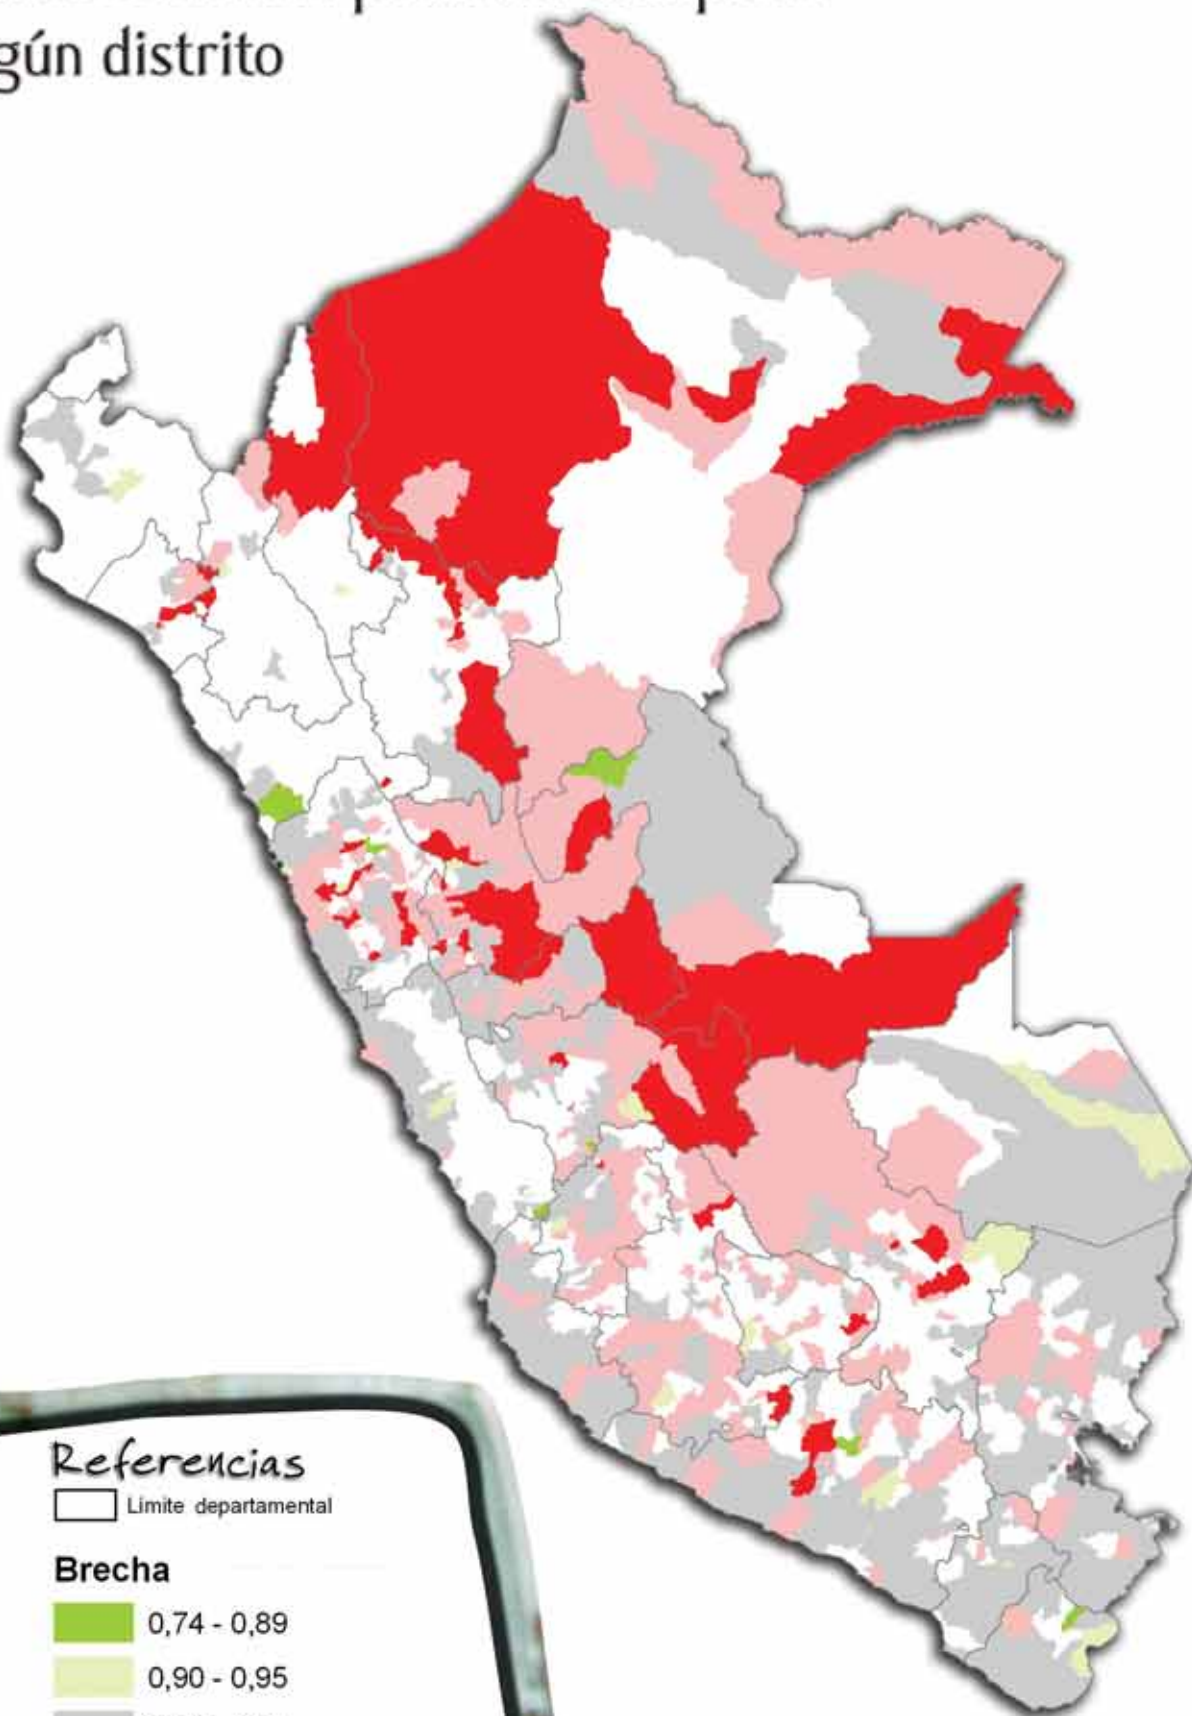 gún distrito
Referencias
Límite departamental
Brecha
0,74 - 0,89
0,90 - 0,95